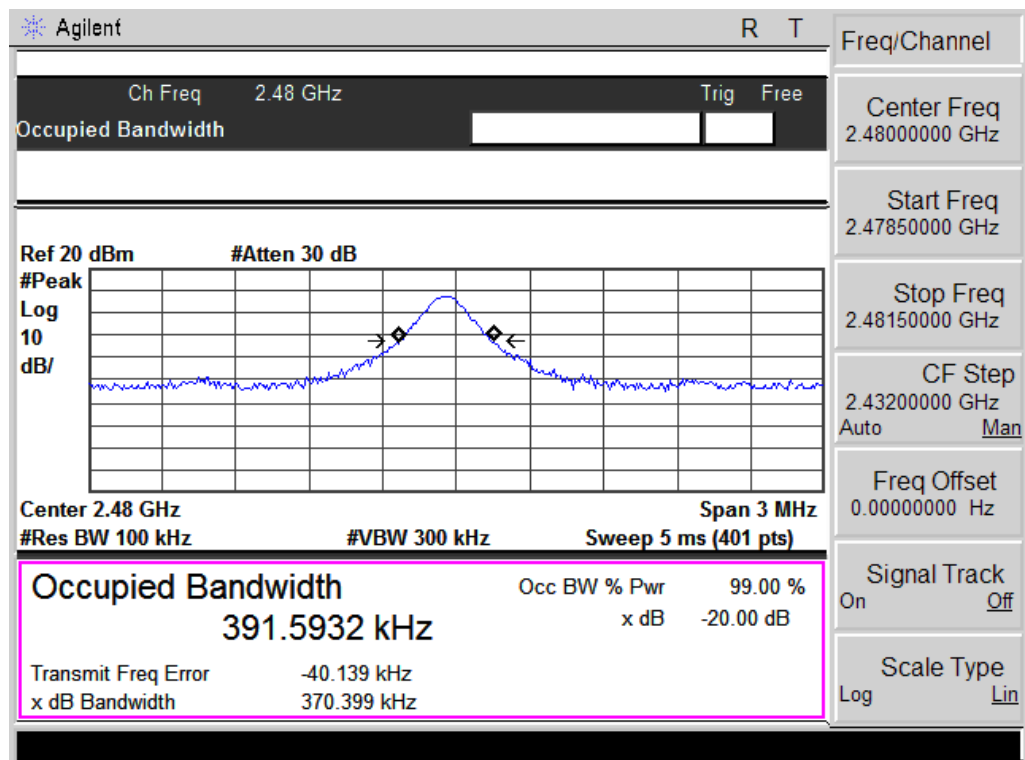 Agilent R T
Ch Freq 2.48 GHz Trig Free
Occupied Bandwidth
Ref 20 dBm #Atten 30 dB
#Peak
Log
10
dB/
Center 2.48 GHz Span 3 MHz
#Res BW 100 kHz #VBW 300 kHz Sweep 5 ms (401 pts)
Occupied Bandwidth Occ BW % Pwr 99.00 %
391.5932 kHz x dB -20.00 dB
Transmit Freq Error -40.139 kHz
x dB Bandwidth 370.399 kHz
Freq/Channel
Center Freq
2.48000000 GHz
Start Freq
2.47850000 GHz
Stop Freq
2.48150000 GHz
CF Step
2.43200000 GHz
Auto Man
Freq Offset
0.00000000 Hz
Signal Track
On Off
Scale Type
Log Lin